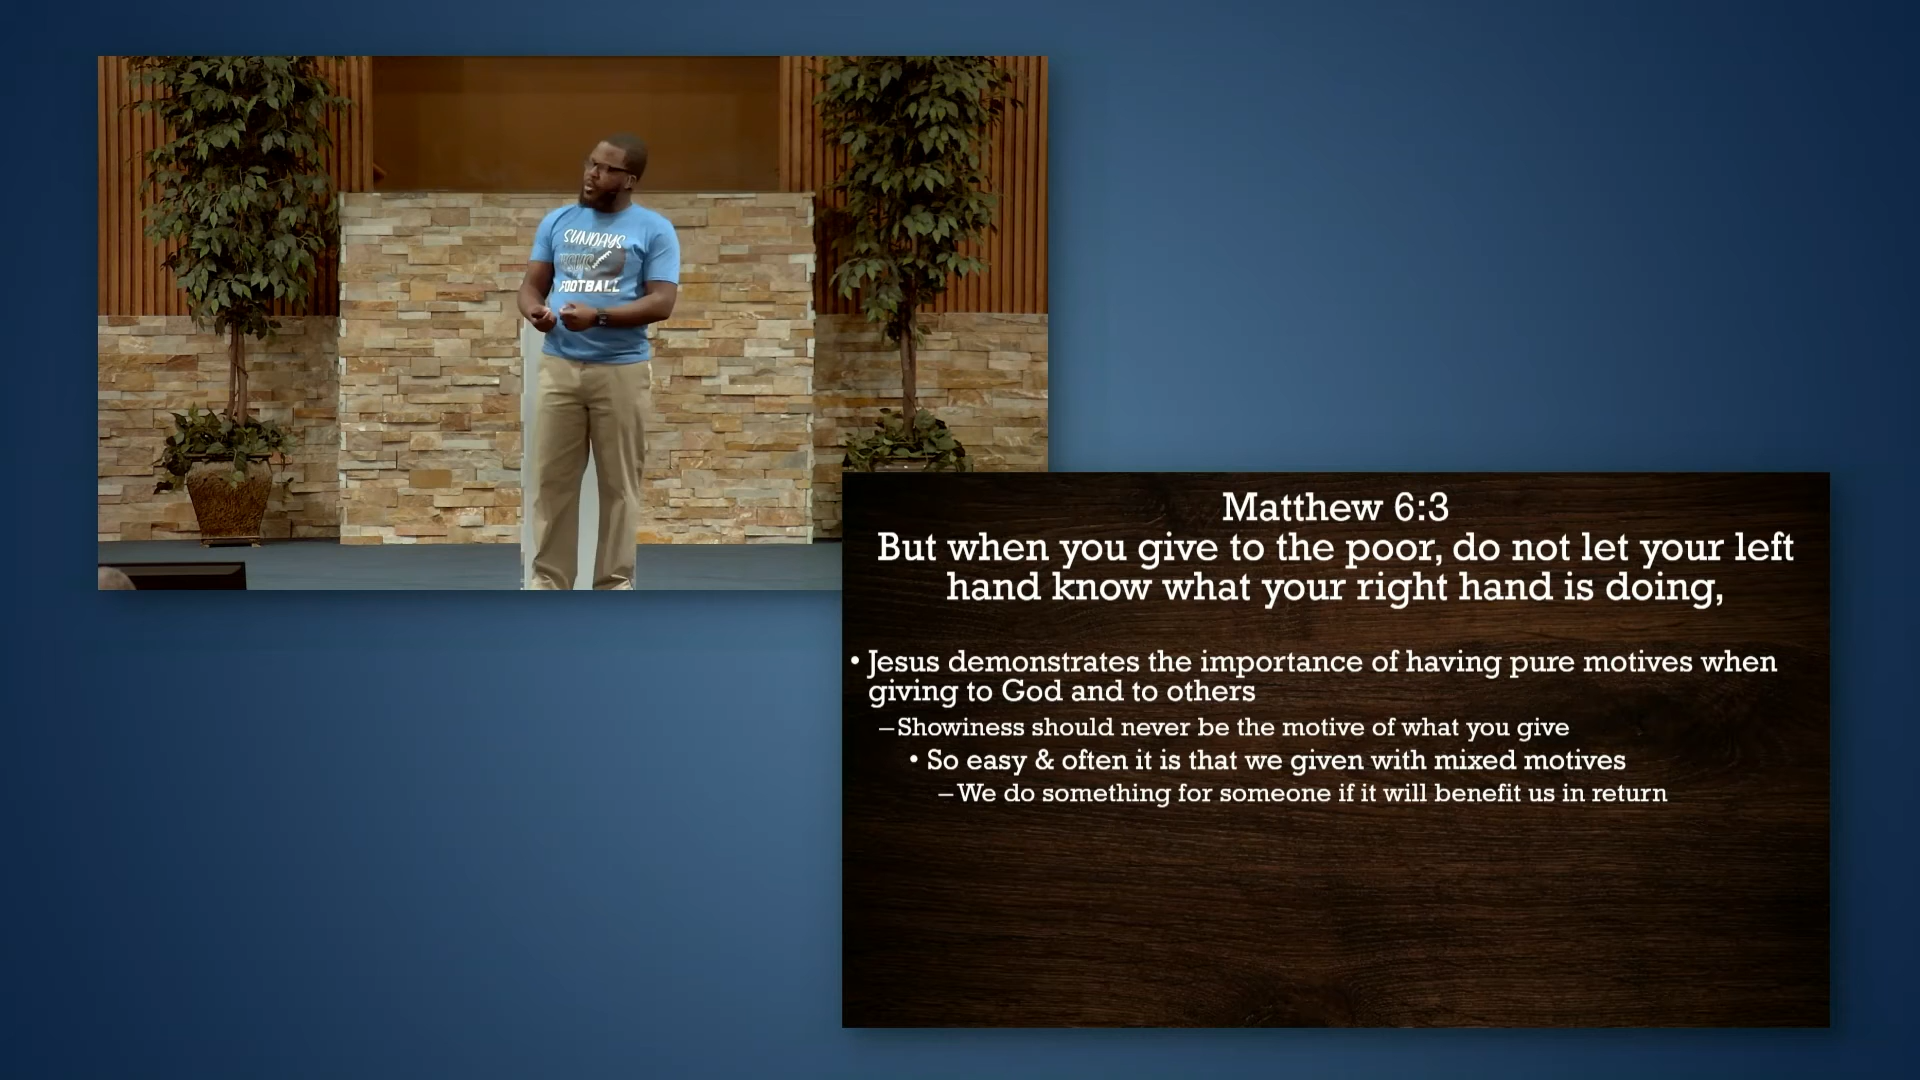 SUNDAYS
FOOTBALL
Matthew 6:3
But when you give to the poor, do not let your left
hand know what your right hand is doing,
• Jesus demonstrates the importance of having pure motives when
giving to God and to others
–Showiness should never be the motive of what you give
• So easy & often it is that we given with mixed motives
–We do something for someone if it will benefit us in return